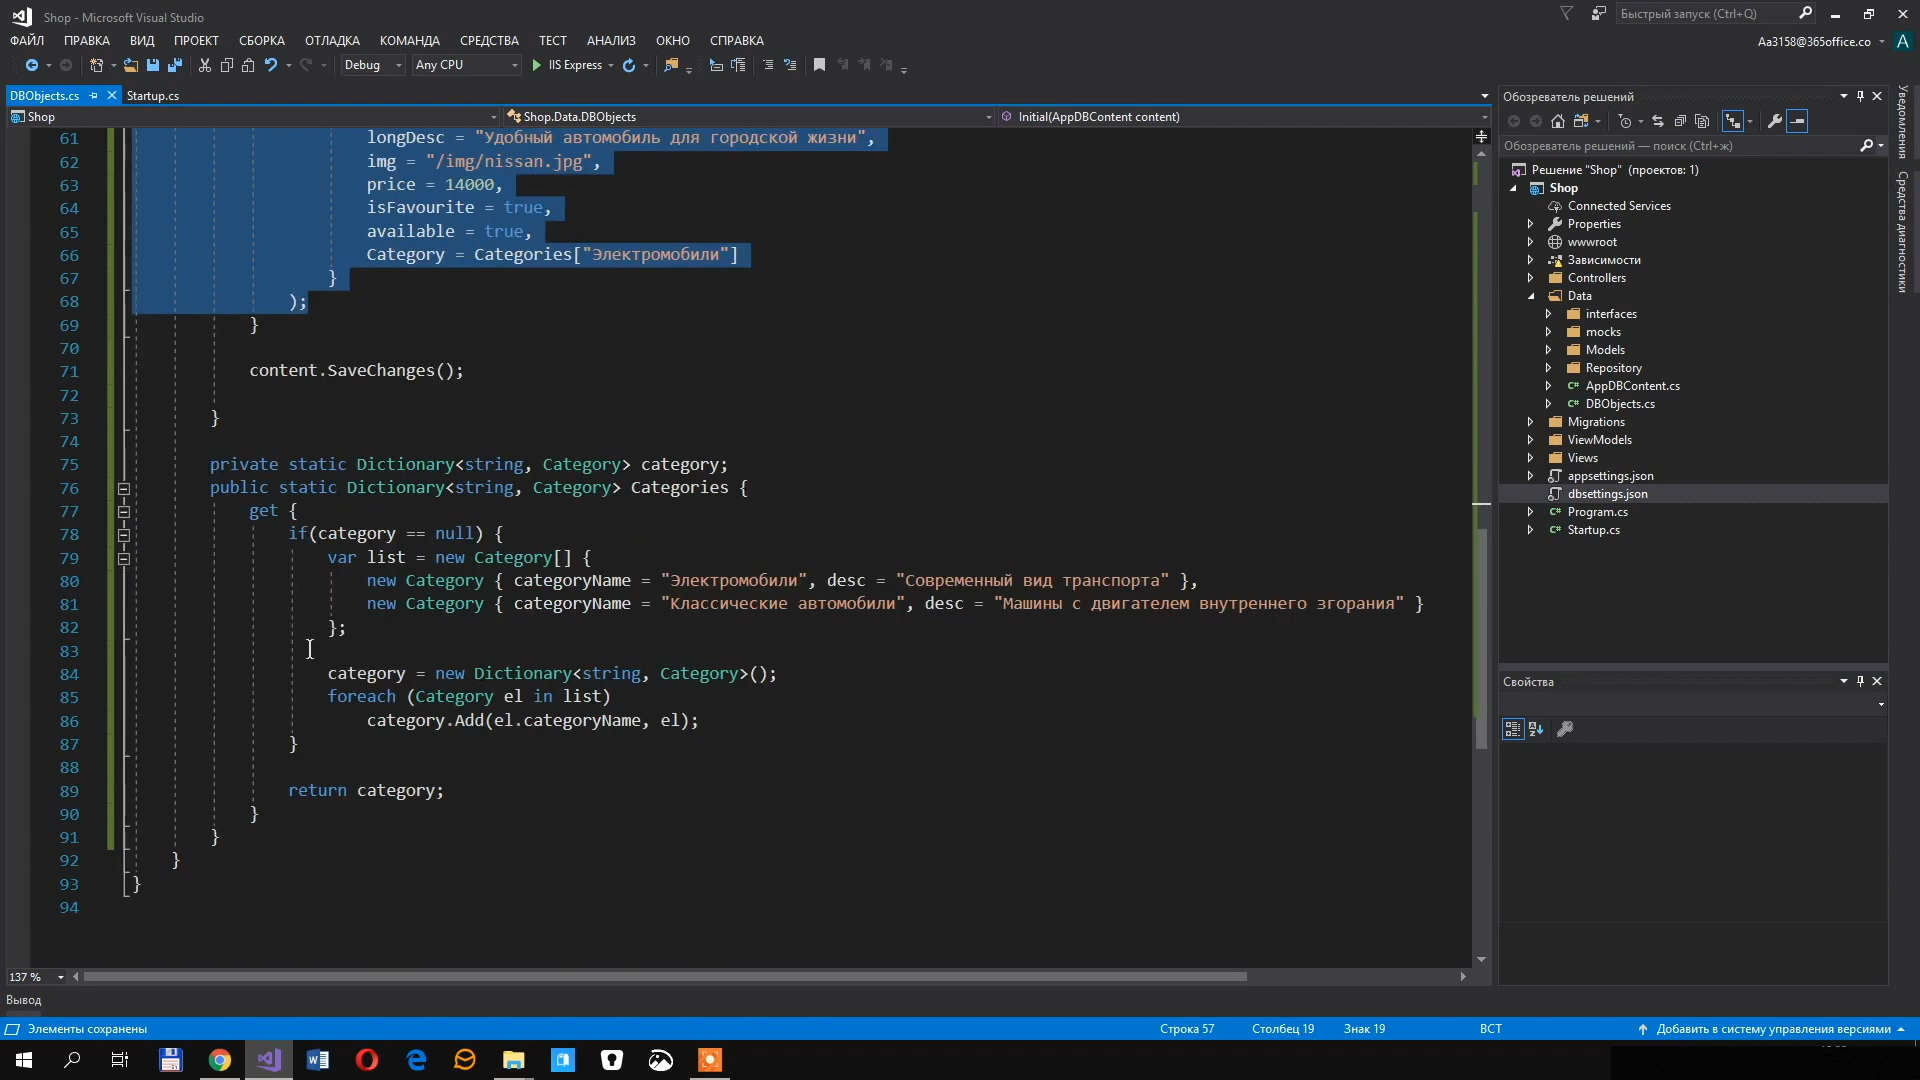 Shop - Microsoft Visual Studio
Быстрый запуск (Ctrl+Q)
ФАЙЛ ПРАВКА ВИД ПРОЕКТ СБОРКА ОТЛАДКА КОМАНДА СРЕДСТВА ТЕСТ АНАЛИЗ ОКНО СПРАВКА
Aa3158@365office.co A
Debug Any CPU IIS Express
DBObjects.cs Startup.cs
Shop Shop.Data.DBObjects Initial(AppDBContent content)
61 longDesc = "Удобный автомобиль для городской жизни",
62 img = "/img/nissan.jpg",
63 price = 14000,
64 isFavourite = true,
65 available = true,
66 Category = Categories["Электромобили"]
67 }
68 );
69 }
70
71 content.SaveChanges();
72
73 }
74
75 private static Dictionary<string, Category> category;
76 public static Dictionary<string, Category> Categories {
77 get {
78 if(category == null) {
79 var list = new Category[] {
80 new Category { categoryName = "Электромобили", desc = "Современный вид транспорта" },
81 new Category { categoryName = "Классические автомобили", desc = "Машины с двигателем внутреннего згорания" }
82 };
83
84 category = new Dictionary<string, Category>();
85 foreach (Category el in list)
86 category.Add(el.categoryName, el);
87 }
88
89 return category;
90 }
91 }
92 }
93 }
94
137 %
Обозреватель решений
Обозреватель решений — поиск (Ctrl+ж)
Решение "Shop" (проектов: 1)
Shop
Connected Services
Properties
wwwroot
Зависимости
Controllers
Data
interfaces
mocks
Models
Repository
AppDBContent.cs
DBObjects.cs
Migrations
ViewModels
Views
appsettings.json
dbsettings.json
Program.cs
Startup.cs
Свойства
Уведомления
Средства диагностики
Вывод
Элементы сохранены Строка 57 Столбец 19 Знак 19 ВСТ Добавить в систему управления версиями